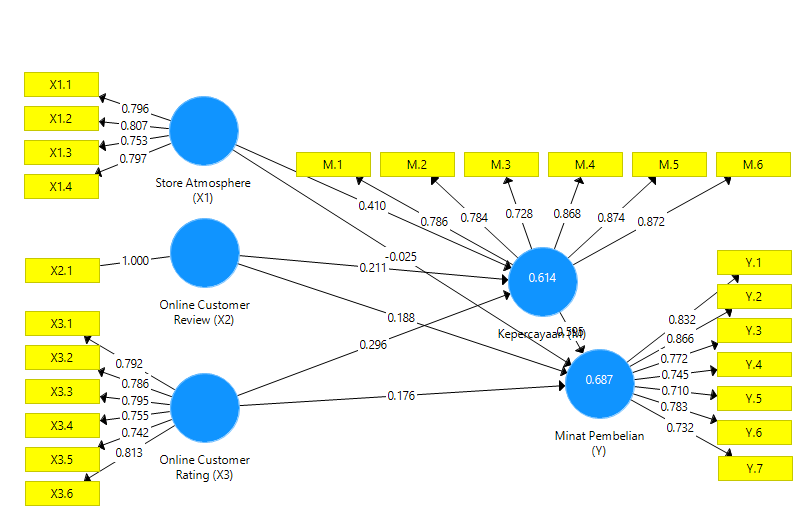 X1.1
X1.2
X1.3
X1.4
0.796
0.807
0.753
0.797
Store Atmosphere
(X1)
M.1
M.2
M.3
M.4
M.5
M.6
0.410
0.786
0.784
0.728
0.868
0.874
0.872
-0.025
X2.1
1.000
0.211
Online Customer
Review (X2)
0.614
Kepercayaan (M)
0.188
0.296
Y.1
Y.2
Y.3
Y.4
Y.5
Y.6
Y.7
0.832
0.866
0.772
0.745
0.710
0.783
0.732
X3.1
X3.2
X3.3
X3.4
X3.5
X3.6
0.792
0.786
0.795
0.755
0.742
0.813
0.176
0.687
Online Customer
Rating (X3)
Minat Pembelian
(Y)